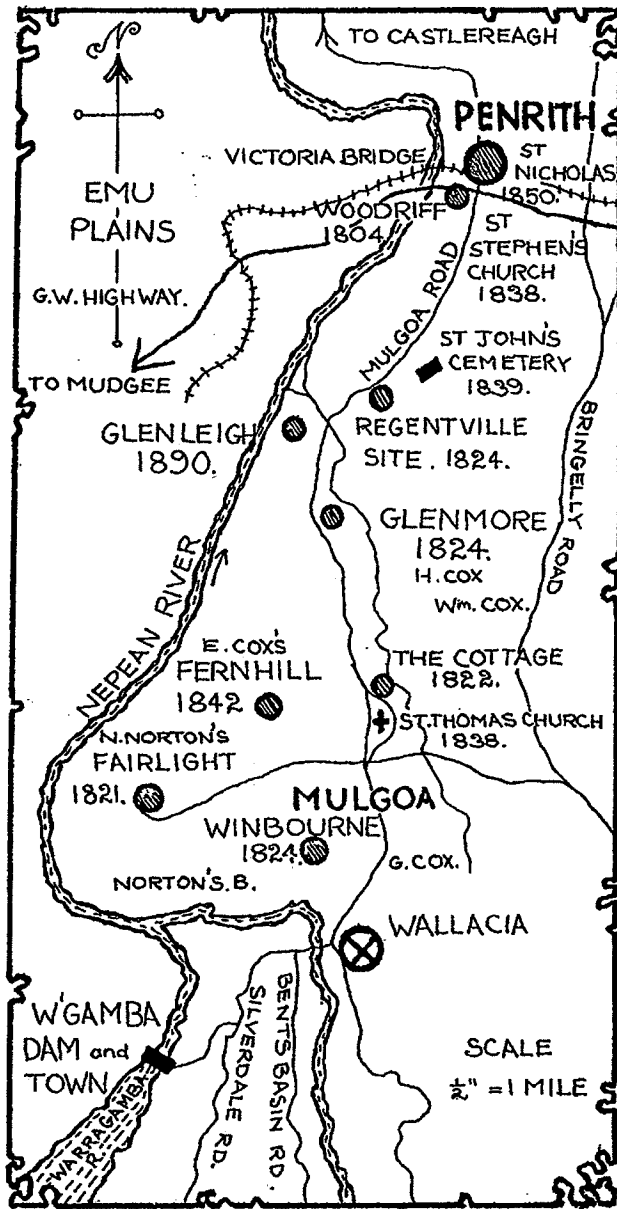 TO CASTLEREAGH
PENRITH
VICTORIA BRIDGE
ST
NICHOLAS
1850.
EMU
PLAINS
WOODRIFF
1804.
ST
STEPHEN'S
CHURCH
1838.
G.W. HIGHWAY.
MULGOA ROAD
ST JOHN'S
CEMETERY
1839.
TO MUDGEE
GLENLEIGH
1890.
REGENTVILLE
SITE. 1824.
BRINGELLY ROAD
GLENMORE
1824.
H. COX
Wm. COX.
NEPEAN RIVER
E. COX'S
FERNHILL
1842
THE COTTAGE
1822.
ST. THOMAS CHURCH
1838.
N. NORTON'S
FAIRLIGHT
1821.
MULGOA
WINBOURNE
1824.
G. COX.
NORTON'S. B.
WALLACIA
W'GAMBA
DAM and
TOWN
SILVERDALE RD.
BENTS BASIN RD.
WARRAGAMBA
R.
SCALE
½" = 1 MILE